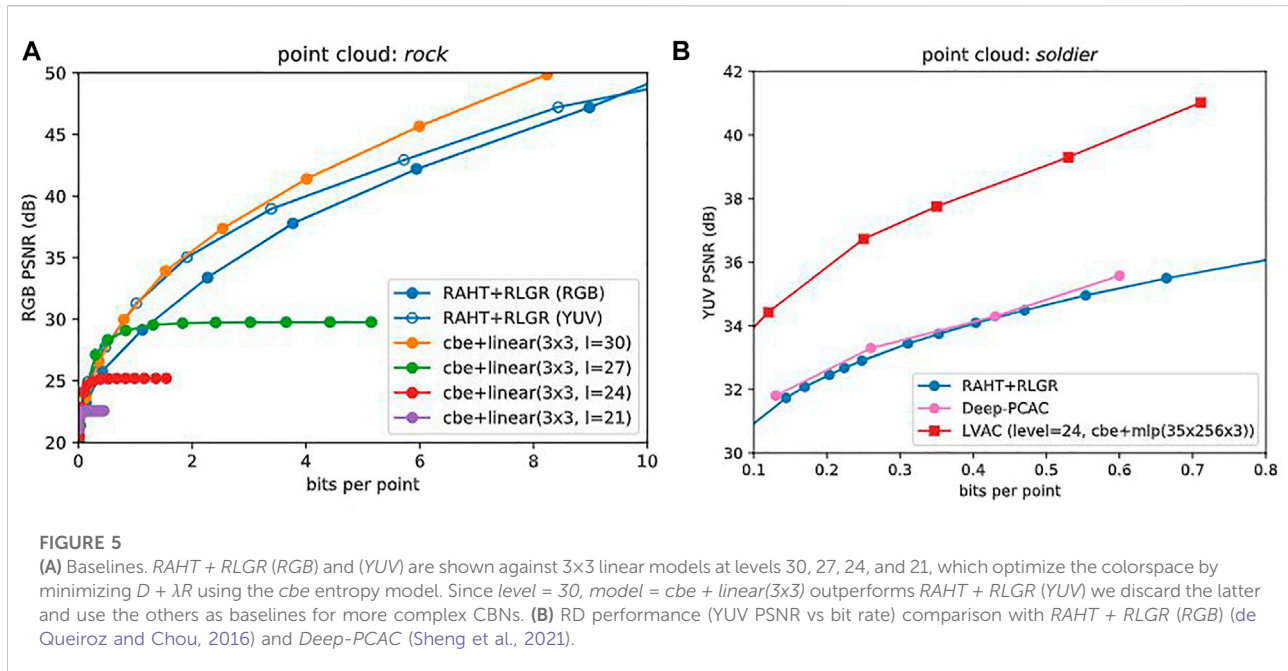 A
point cloud: rock
RGB PSNR (dB)
50
45
40
35
30
25
20
0
2
4
6
8
10
bits per point
RAHT+RLGR (RGB)
RAHT+RLGR (YUV)
cbe+linear(3x3, l=30)
cbe+linear(3x3, l=27)
cbe+linear(3x3, l=24)
cbe+linear(3x3, l=21)
B
point cloud: soldier
YUV PSNR (dB)
42
40
38
36
34
32
30
0.1
0.2
0.3
0.4
0.5
0.6
0.7
0.8
bits per point
RAHT+RLGR
Deep-PCAC
LVAC (level=24, cbe+mlp(35x256x3))
FIGURE 5
(A) Baselines. RAHT + RLGR (RGB) and (YUV) are shown against 3×3 linear models at levels 30, 27, 24, and 21, which optimize the colorspace by
minimizing D + λR using the cbe entropy model. Since level = 30, model = cbe + linear(3x3) outperforms RAHT + RLGR (YUV) we discard the latter
and use the others as baselines for more complex CBNs. (B) RD performance (YUV PSNR vs bit rate) comparison with RAHT + RLGR (RGB) (de
Queiroz and Chou, 2016) and Deep-PCAC (Sheng et al., 2021).